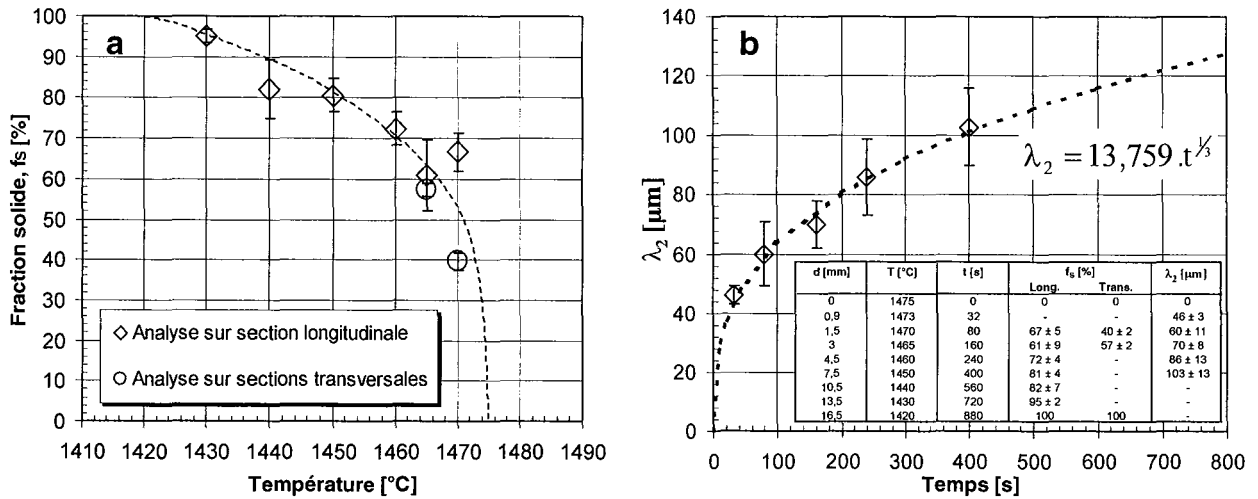 a
Fraction solide, fs [%]
100
90
80
70
60
50
40
30
20
10
0
◇ Analyse sur section longitudinale
○ Analyse sur sections transversales
1410 1420 1430 1440 1450 1460 1470 1480 1490
Température [°C]
b
λ2 [µm]
140
120
100
80
60
40
20
0
λ2 = 13,759 . t^1/3
d [mm] T [°C] t [s] fs [%] λ2 [µm]
Long. Trans.
0 1475 0 0 0 0
0,9 1473 32 - - 46 ± 3
1,5 1470 80 67 ± 5 40 ± 2 60 ± 11
3 1465 160 61 ± 9 57 ± 2 70 ± 8
4,5 1460 240 72 ± 4 - 86 ± 13
7,5 1450 400 81 ± 4 - 103 ± 13
10,5 1440 560 82 ± 7 - -
13,5 1430 720 95 ± 2 - -
16,5 1420 880 100 100 -
0 100 200 300 400 500 600 700 800
Temps [s]